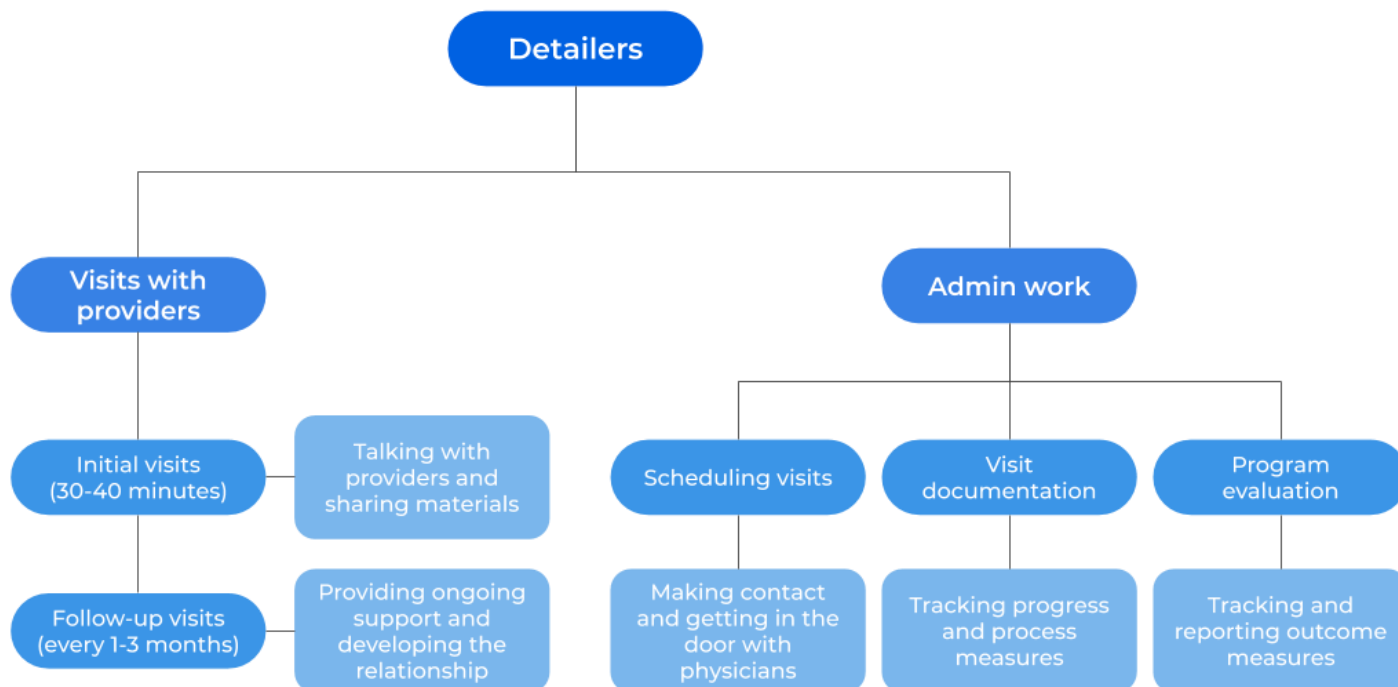 Detailers
Visits with
providers
Admin work
Initial visits
(30-40 minutes)
Talking with
providers and
sharing materials
Follow-up visits
(every 1-3 months)
Providing ongoing
support and
developing the
relationship
Scheduling visits
Visit
documentation
Program
evaluation
Making contact
and getting in the
door with
physicians
Tracking progress
and process
measures
Tracking and
reporting outcome
measures